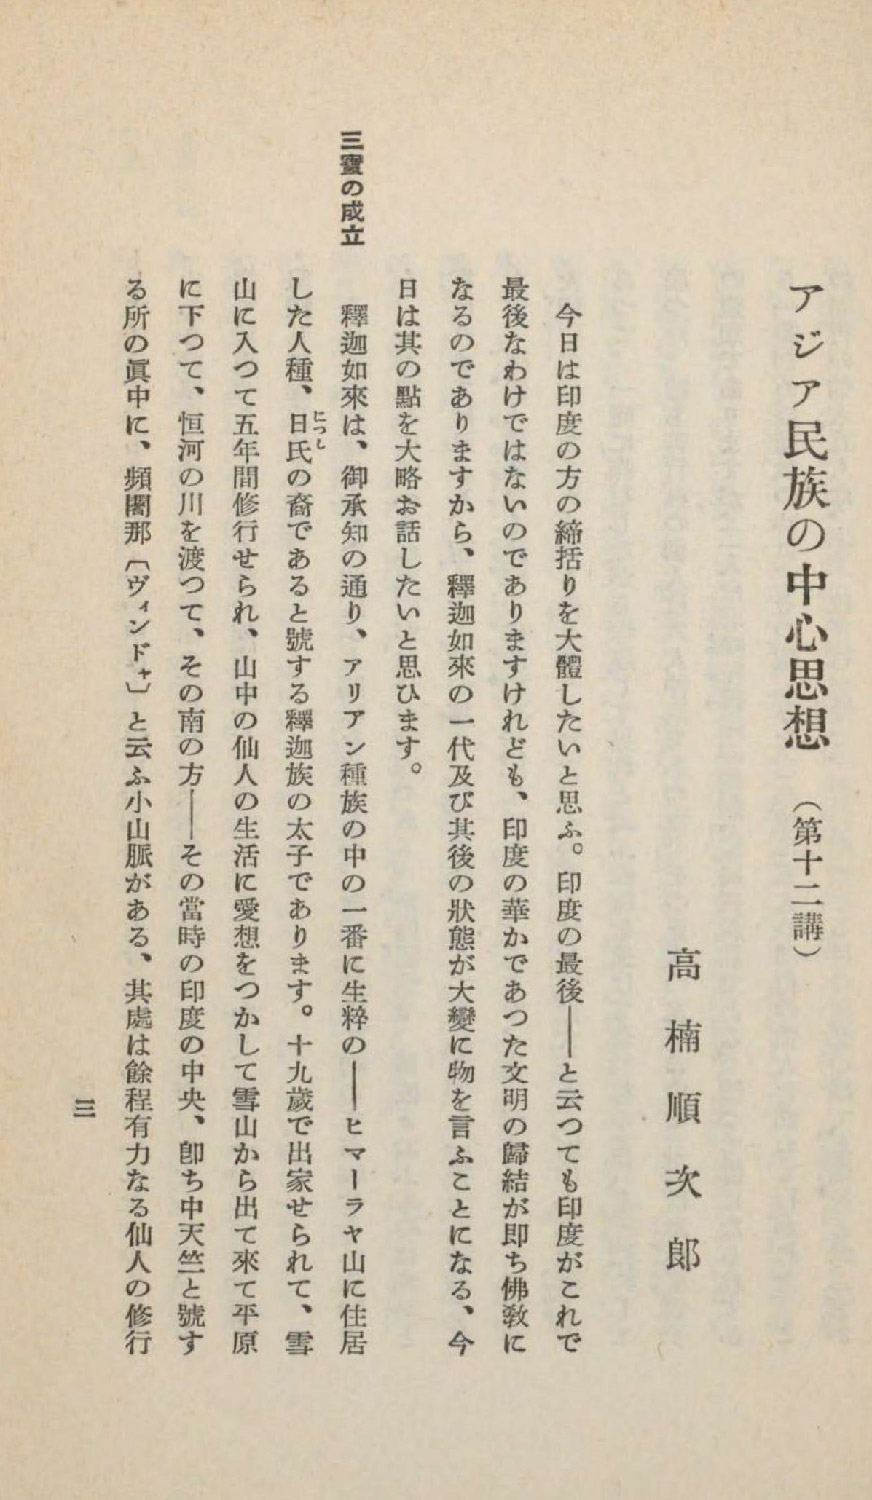 アジア民族の中心思想 (第十二講)
高楠順次郎
今日は印度の方の締括りを大體したいと思ふ。印度の最後――と云つても印度がこれで
最後なわけではないのでありますけれども、印度の華かであつた文明の歸結が即ち佛敎に
なるのでありますから、釋迦如來の一代及び其後の狀態が大變に物を言ふことになる、今
日は其の點を大略お話したいと思ひます。
三寶の成立
釋迦如來は、御承知の通り、アリアン種族の中の一番に生粹の――ヒマーラヤ山に住居
した人種、日氏の裔であると號する釋迦族の太子であります。十九歲で出家せられて、雪
につし
山に入つて五年間修行せられ、山中の仙人の生活に愛想をつかして雪山から出て來て平原
に下つて、恒河の川を渡つて、その南の方――その當時の印度の中央、卽ち中天竺と號す
る所の眞中に、頻闍那〔ヴィンドャ〕と云ふ小山脈がある、其處は餘程有力なる仙人の修行
三